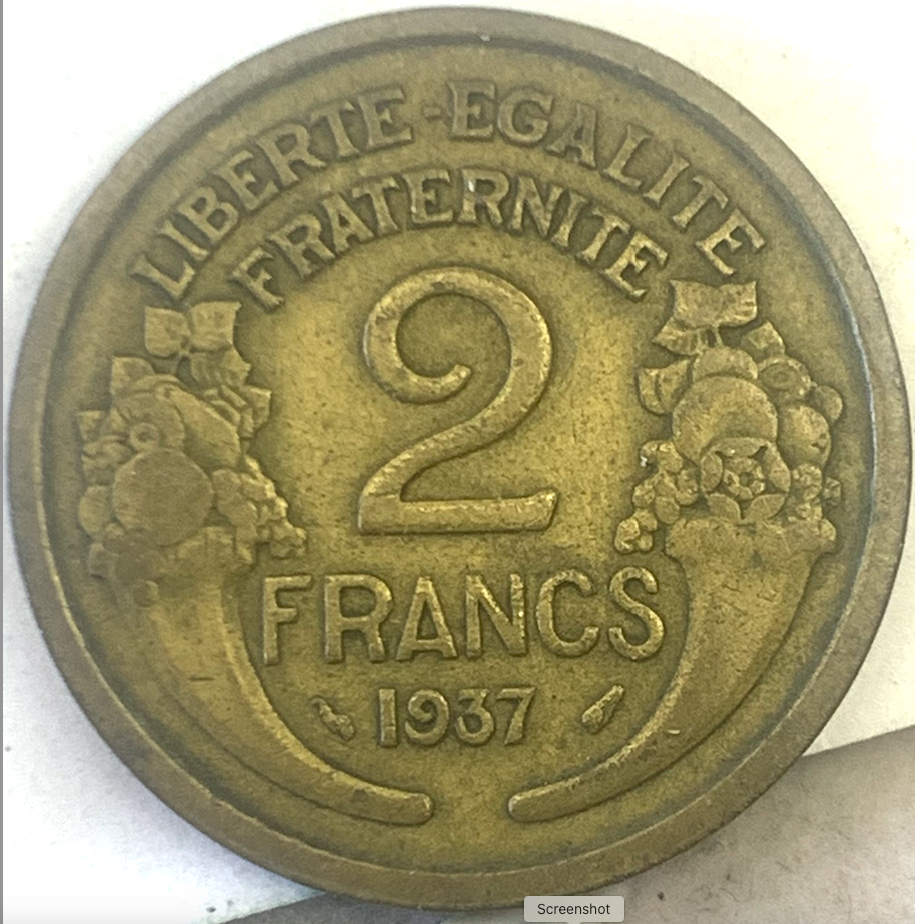 LIBERTE-EGALITE
FRATERNITE
2
FRANCS
1937
Screenshot